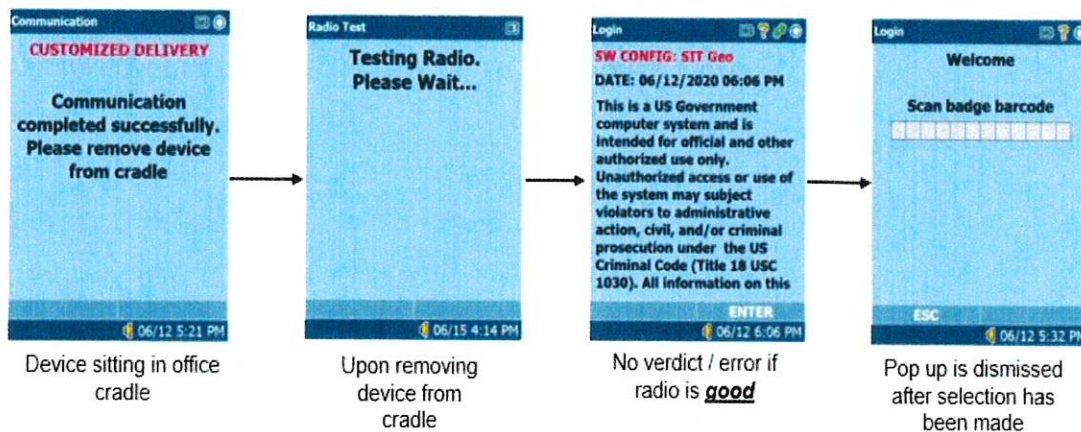 Communication
CUSTOMIZED DELIVERY
Communication
completed successfully.
Please remove device
from cradle
06/12 5:21 PM
Device sitting in office
cradle
Radio Test
Testing Radio.
Please Wait...
06/15 4:14 PM
Upon removing
device from
cradle
Login
SW CONFIG: SIT Geo
DATE: 06/12/2020 06:06 PM
This is a US Government
computer system and is
intended for official and other
authorized use only.
Unauthorized access or use of
the system may subject
violators to administrative
action, civil, and/or criminal
prosecution under the US
Criminal Code (Title 18 USC
1030). All information on this
ENTER
06/12 6:06 PM
No verdict / error if
radio is good
Login
Welcome
Scan badge barcode
ESC
06/12 5:32 PM
Pop up is dismissed
after selection has
been made